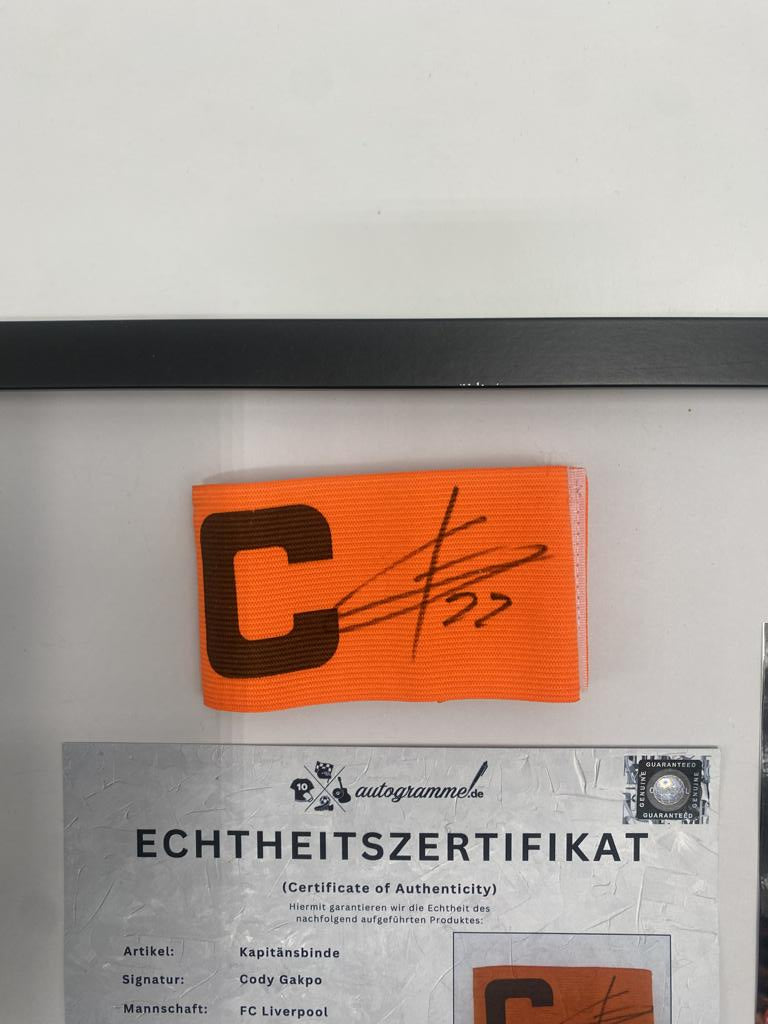 C
10
autogramme.de
GUARANTEED
GENUINE
GENUINE
GUARANTEED
ECHTHEITSZERTIFIKAT
(Certificate of Authenticity)
Hiermit garantieren wir die Echtheit des
nachfolgend aufgeführten Produktes:
Artikel: Kapitänsbinde
Signatur: Cody Gakpo
Mannschaft: FC Liverpool
C